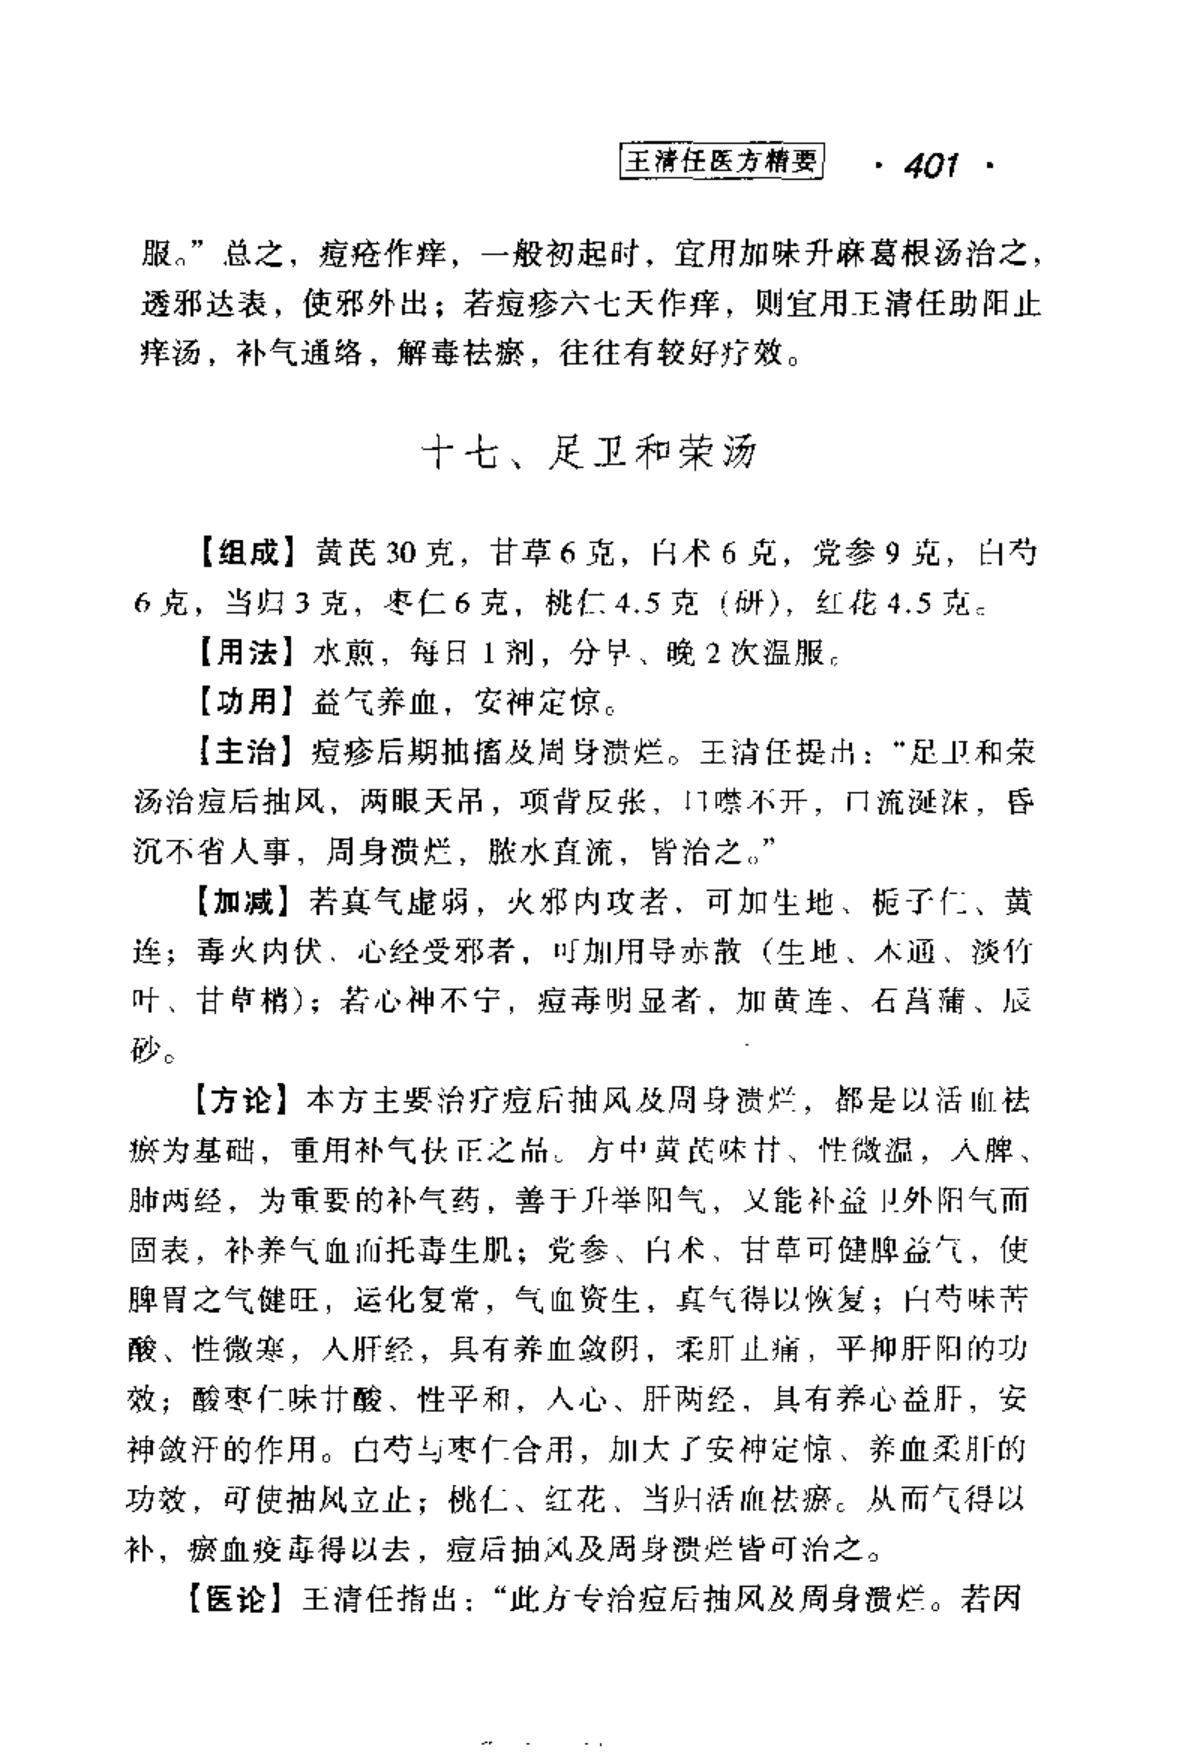 王清任医方精要 · 401 ·
服。”总之，痘疮作痒，一般初起时，宜用加味升麻葛根汤治之，
透邪达表，使邪外出；若痘疹六七天作痒，则宜用王清任助阳止
痒汤，补气通络，解毒祛瘀，往往有较好疗效。
十七、足卫和荣汤
【组成】黄芪 30 克，甘草 6 克，白术 6 克，党参 9 克，白芍
6 克，当归 3 克，枣仁 6 克，桃仁 4.5 克（研），红花 4.5 克。
【用法】水煎，每日 1 剂，分早、晚 2 次温服。
【功用】益气养血，安神定惊。
【主治】痘疹后期抽搐及周身溃烂。王清任提出：“足卫和荣
汤治痘后抽风，两眼天吊，项背反张，口噤不开，口流涎沫，昏
沉不省人事，周身溃烂，脓水直流，皆治之。”
【加减】若真气虚弱，火邪内攻者，可加生地、栀子仁、黄
连；毒火内伏、心经受邪者，可加用导赤散（生地、木通、淡竹
叶、甘草梢）；若心神不宁，痘毒明显者，加黄连、石菖蒲、辰
砂。
【方论】本方主要治疗痘后抽风及周身溃烂，都是以活血祛
瘀为基础，重用补气扶正之品。方中黄芪味甘、性微温，入脾、
肺两经，为重要的补气药，善于升举阳气，又能补益卫外阳气而
固表，补养气血而托毒生肌；党参、白术、甘草可健脾益气，使
脾胃之气健旺，运化复常，气血资生，真气得以恢复；白芍味苦
酸、性微寒，入肝经，具有养血敛阴，柔肝止痛，平抑肝阳的功
效；酸枣仁味甘酸、性平和，入心、肝两经，具有养心益肝，安
神敛汗的作用。白芍与枣仁合用，加大了安神定惊、养血柔肝的
功效，可使抽风立止；桃仁、红花、当归活血祛瘀。从而气得以
补，瘀血疫毒得以去，痘后抽风及周身溃烂皆可治之。
【医论】王清任指出：“此方专治痘后抽风及周身溃烂。若因